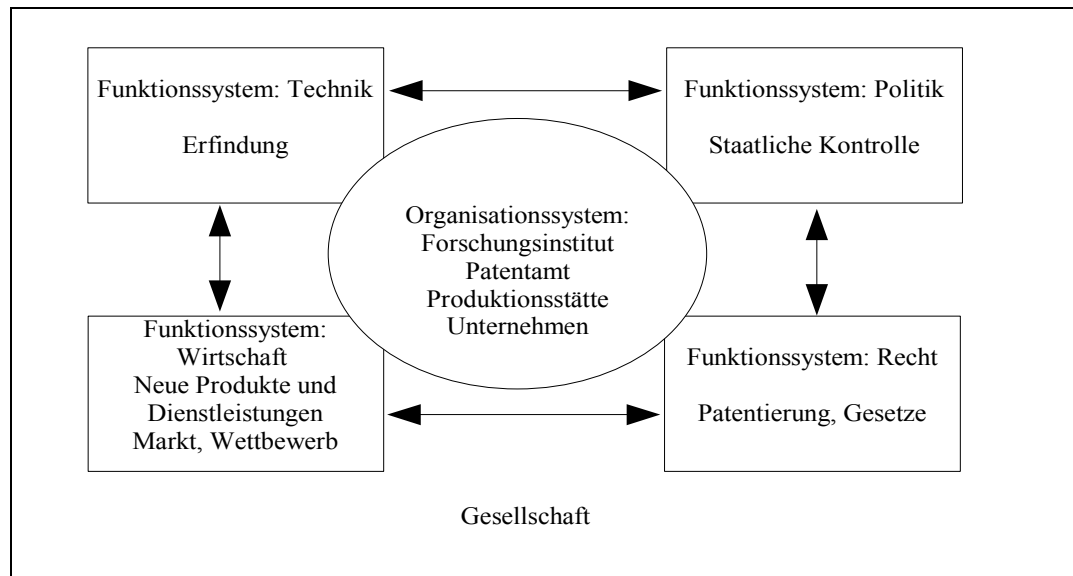 Funktionssystem: Technik
Erfindung
Funktionssystem: Politik
Staatliche Kontrolle
Organisationssystem:
Forschungsinstitut
Patentamt
Produktionsstätte
Unternehmen
Funktionssystem:
Wirtschaft
Neue Produkte und
Dienstleistungen
Markt, Wettbewerb
Funktionssystem: Recht
Patentierung, Gesetze
Gesellschaft